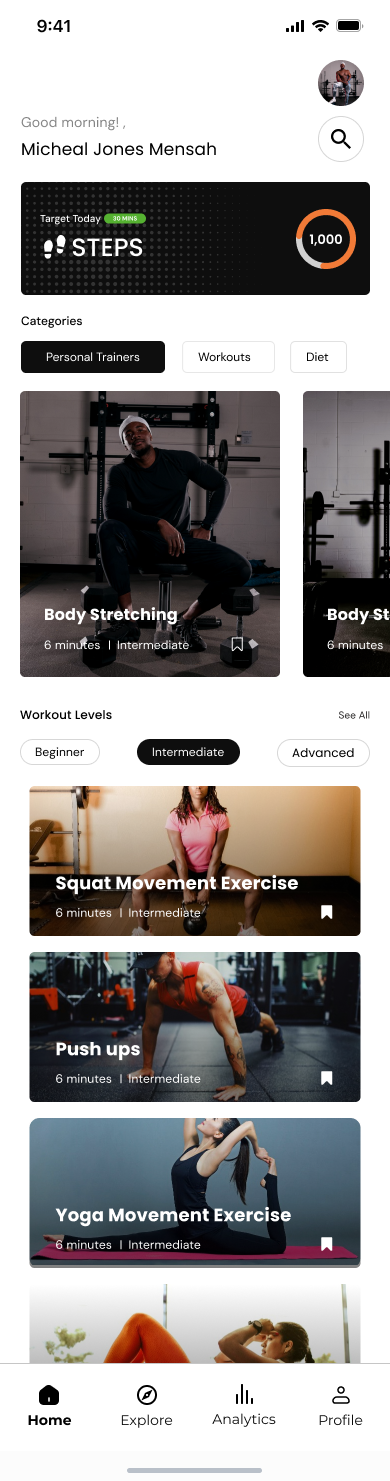 9:41
Good morning! ,
Micheal Jones Mensah
Target Today 30 MINS
STEPS
1,000
Categories
Personal Trainers Workouts Diet
Body Stretching
6 minutes | Intermediate
Body St
6 minutes
Workout Levels See All
Beginner Intermediate Advanced
Squat Movement Exercise
6 minutes | Intermediate
Push ups
6 minutes | Intermediate
Yoga Movement Exercise
6 minutes | Intermediate
Home Explore Analytics Profile